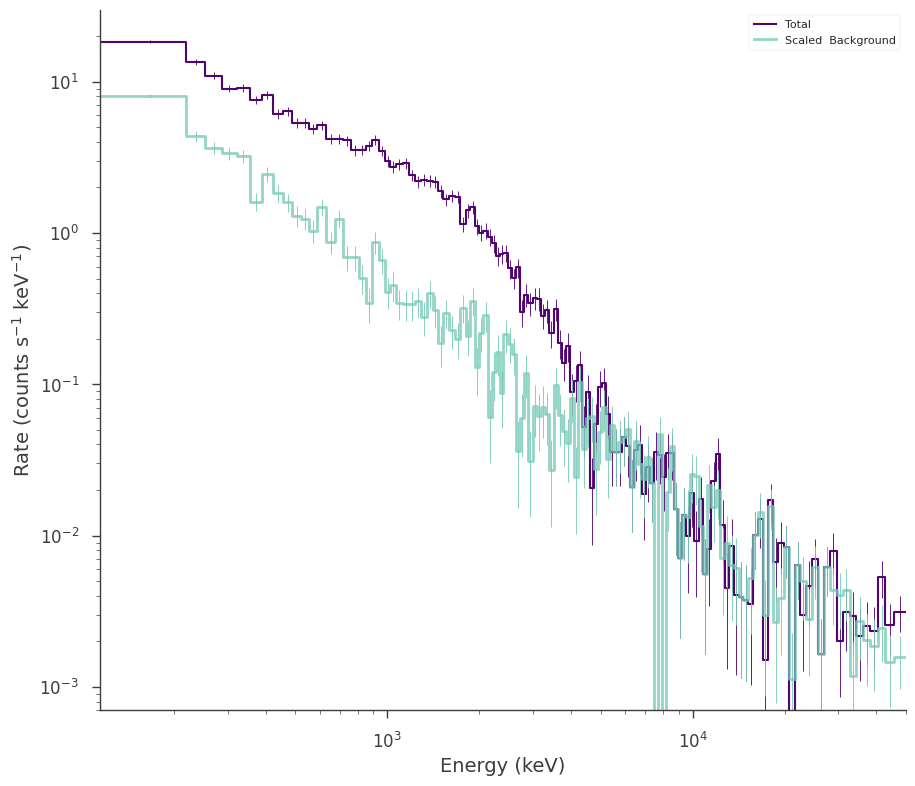 Total
Scaled  Background
10¹
10⁰
10⁻¹
10⁻²
10⁻³
Rate (counts s⁻¹ keV⁻¹)
10³
10⁴
Energy (keV)